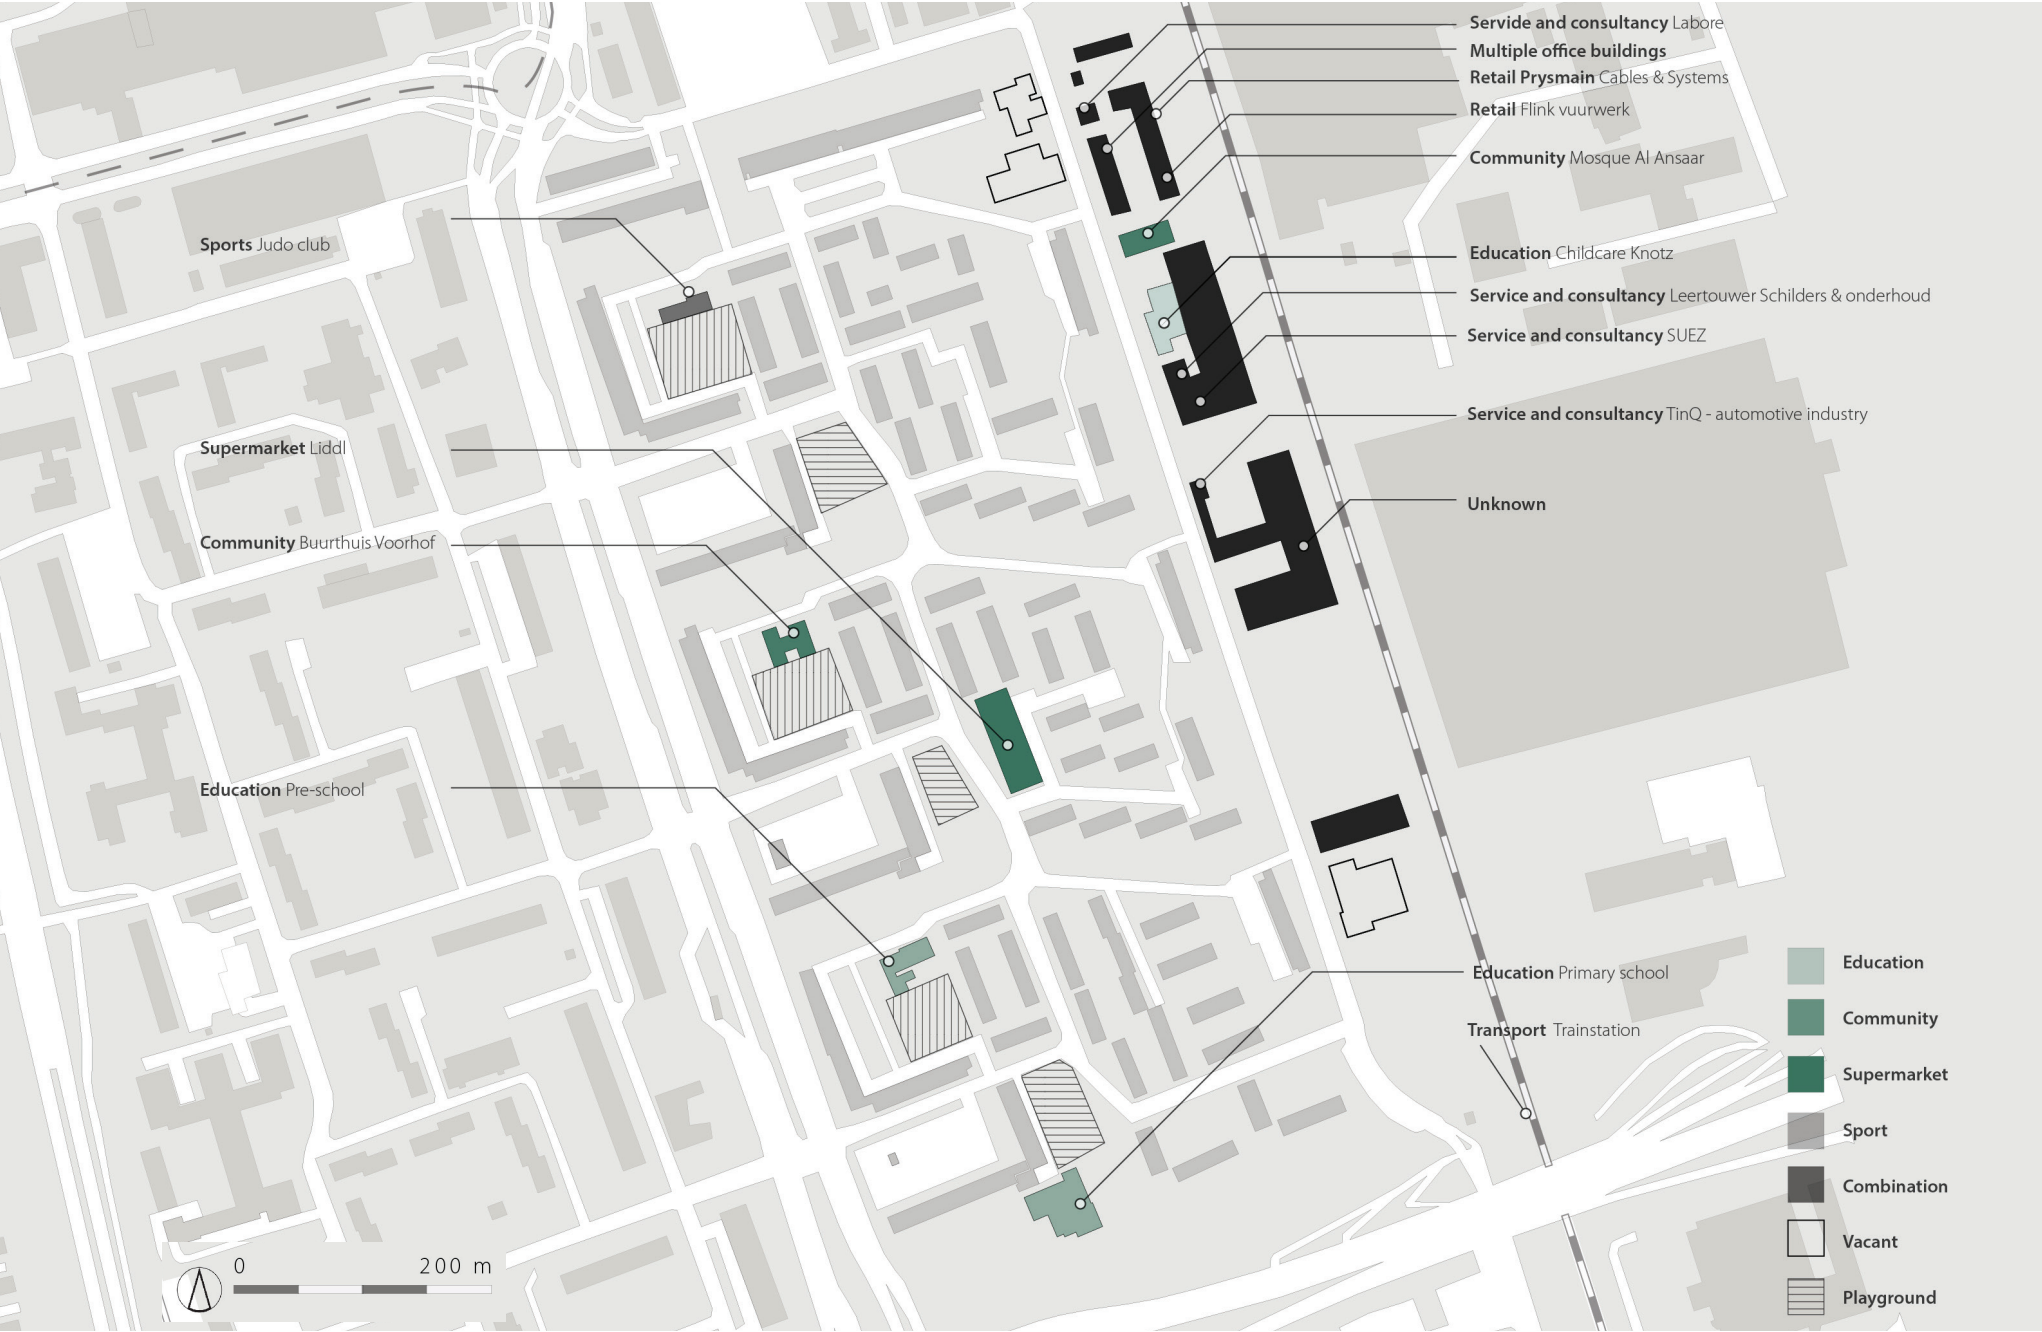 Servide and consultancy Labore
Multiple office buildings
Retail Prysmain Cables & Systems
Retail Flink vuurwerk
Community Mosque Al Ansaar
Sports Judo club
Education Childcare Knotz
Service and consultancy Leertouwer Schilders & onderhoud
Service and consultancy SUEZ
Service and consultancy TinQ - automotive industry
Supermarket Liddl
Unknown
Community Buurthuis Voorhof
Education Pre-school
Education Primary school
Transport Trainstation
Education
Community
Supermarket
Sport
Combination
Vacant
Playground
0 200 m